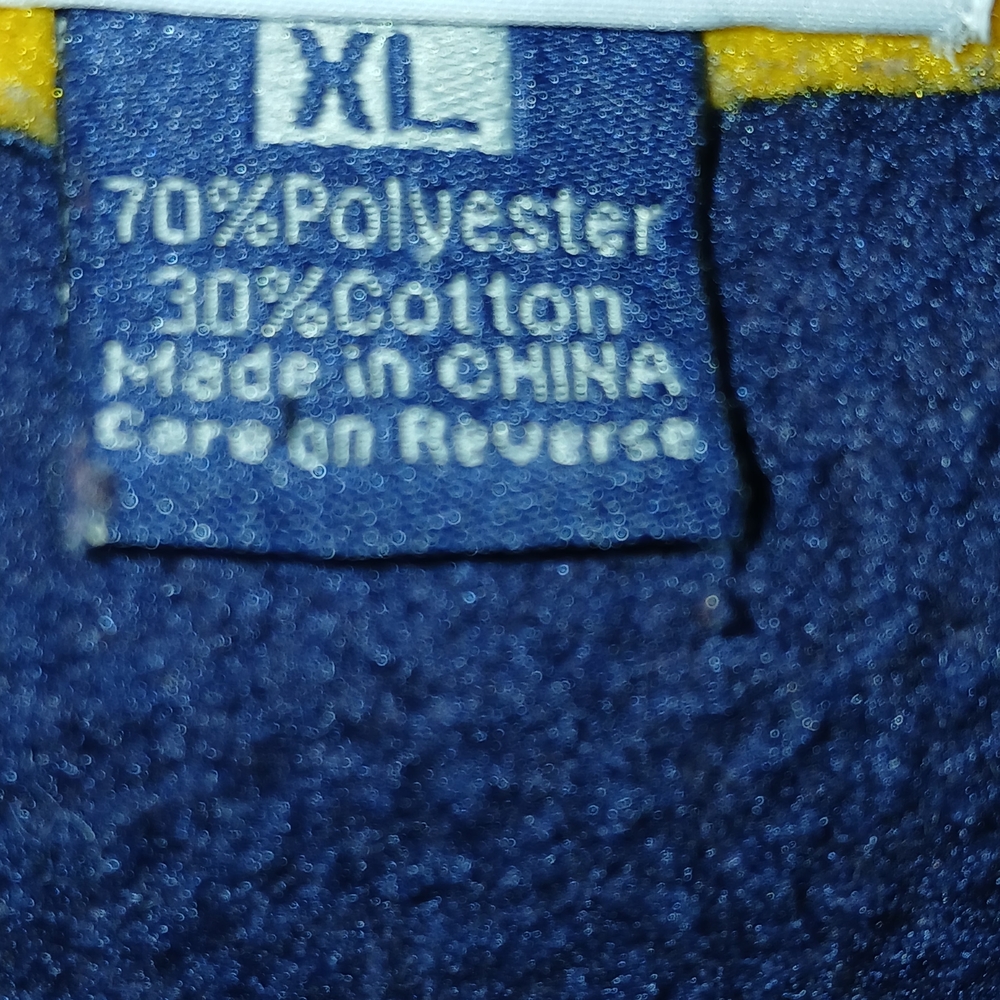 XL
70%Polyester
30%Cotton
Made in CHINA
Care on Reverse